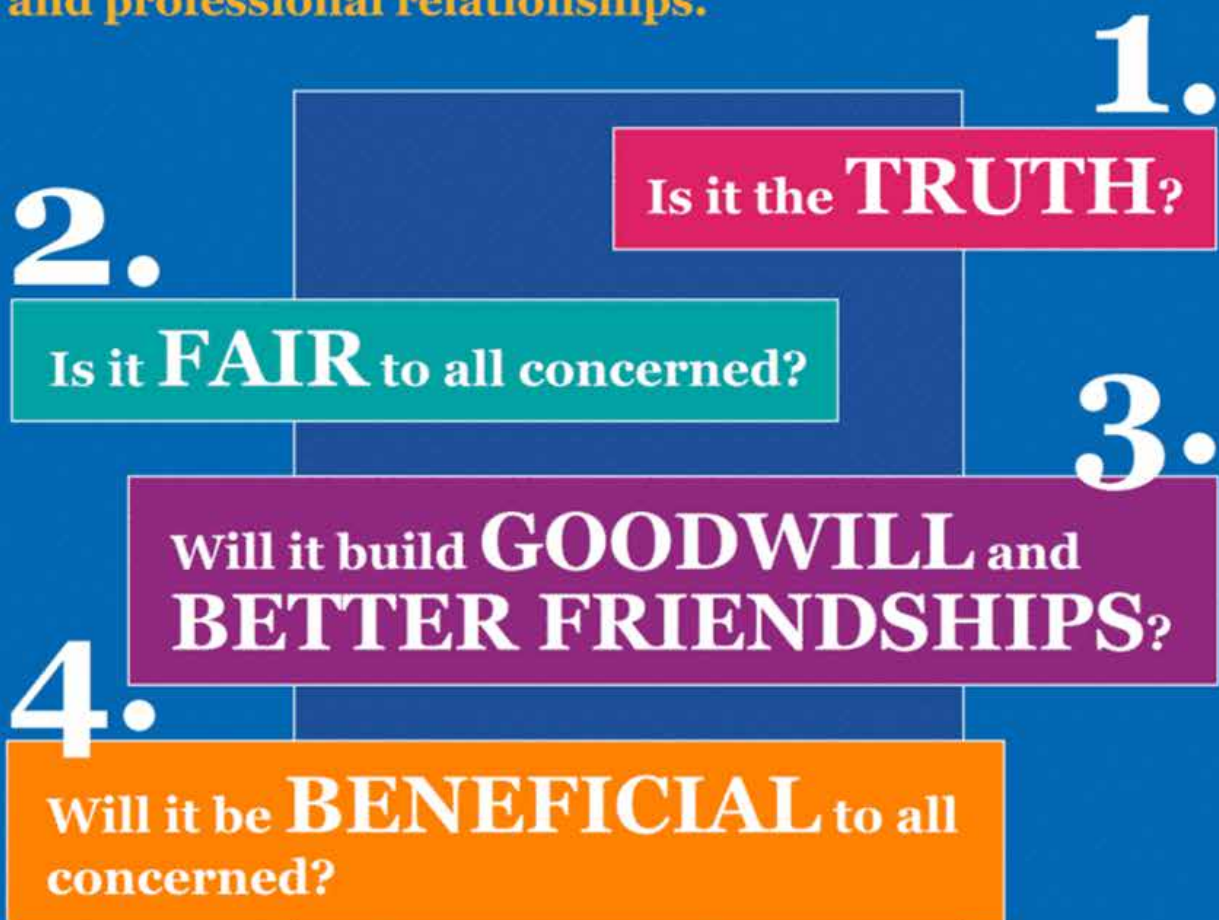 and professional relationships.
1.
Is it the TRUTH?
2.
Is it FAIR to all concerned?
3.
Will it build GOODWILL and
BETTER FRIENDSHIPS?
4.
Will it be BENEFICIAL to all
concerned?